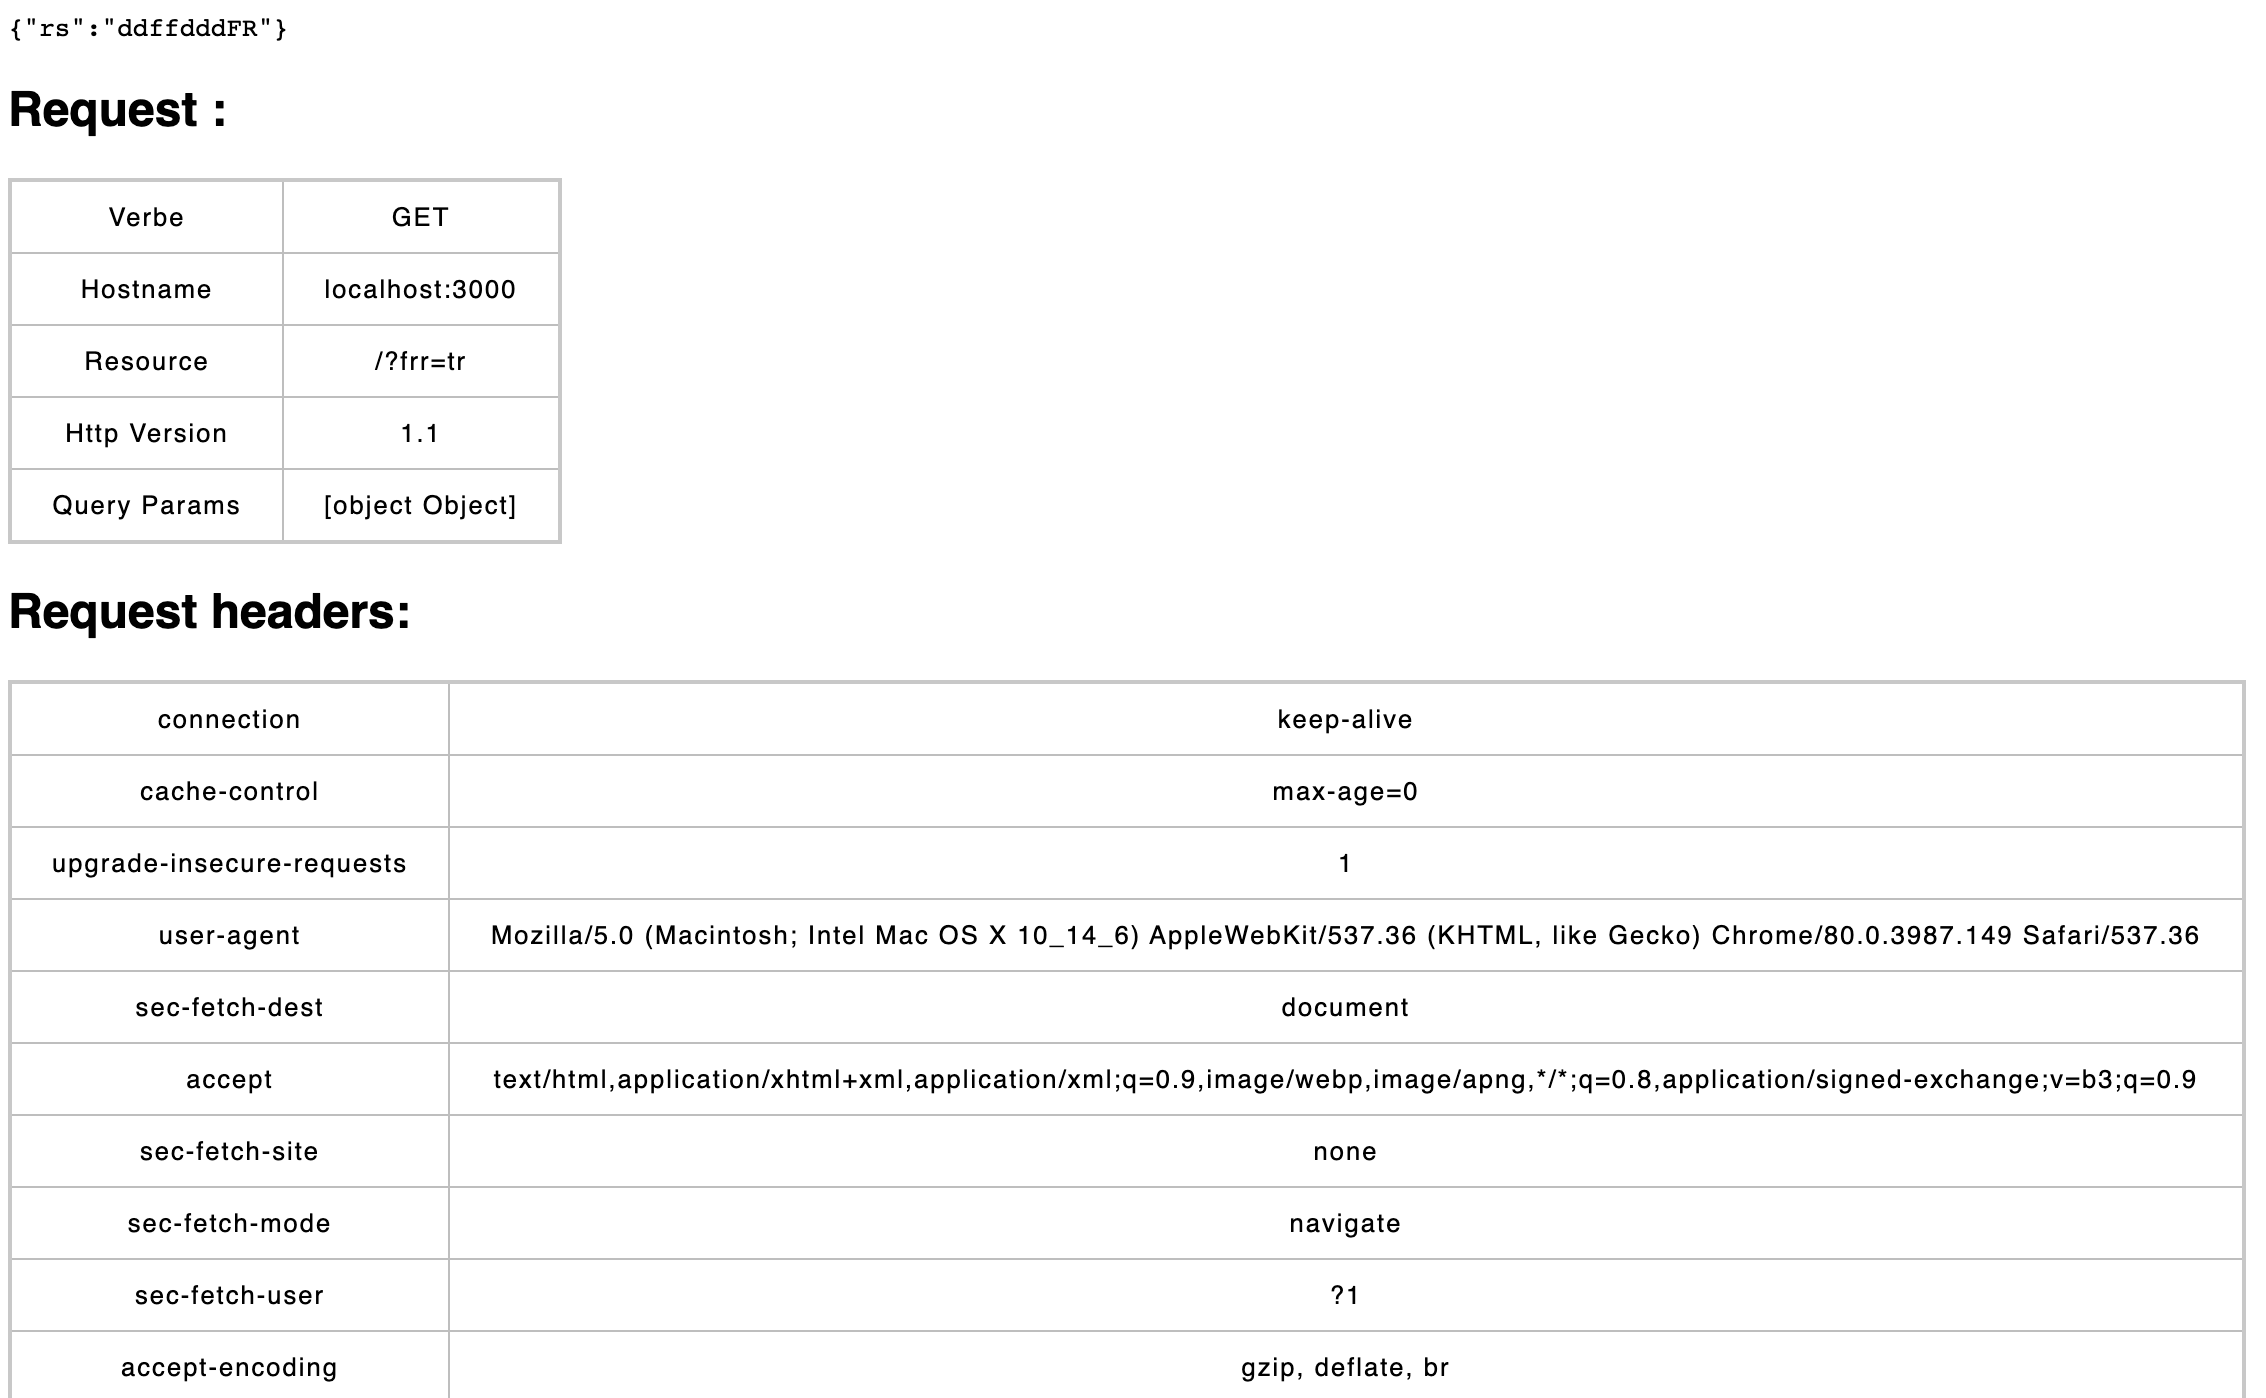 {"rs":"ddffdddFR"}
Request :
Verbe GET
Hostname localhost:3000
Resource /?frr=tr
Http Version 1.1
Query Params [object Object]
Request headers:
connection keep-alive
cache-control max-age=0
upgrade-insecure-requests 1
user-agent Mozilla/5.0 (Macintosh; Intel Mac OS X 10_14_6) AppleWebKit/537.36 (KHTML, like Gecko) Chrome/80.0.3987.149 Safari/537.36
sec-fetch-dest document
accept text/html,application/xhtml+xml,application/xml;q=0.9,image/webp,image/apng,*/*;q=0.8,application/signed-exchange;v=b3;q=0.9
sec-fetch-site none
sec-fetch-mode navigate
sec-fetch-user ?1
accept-encoding gzip, deflate, br